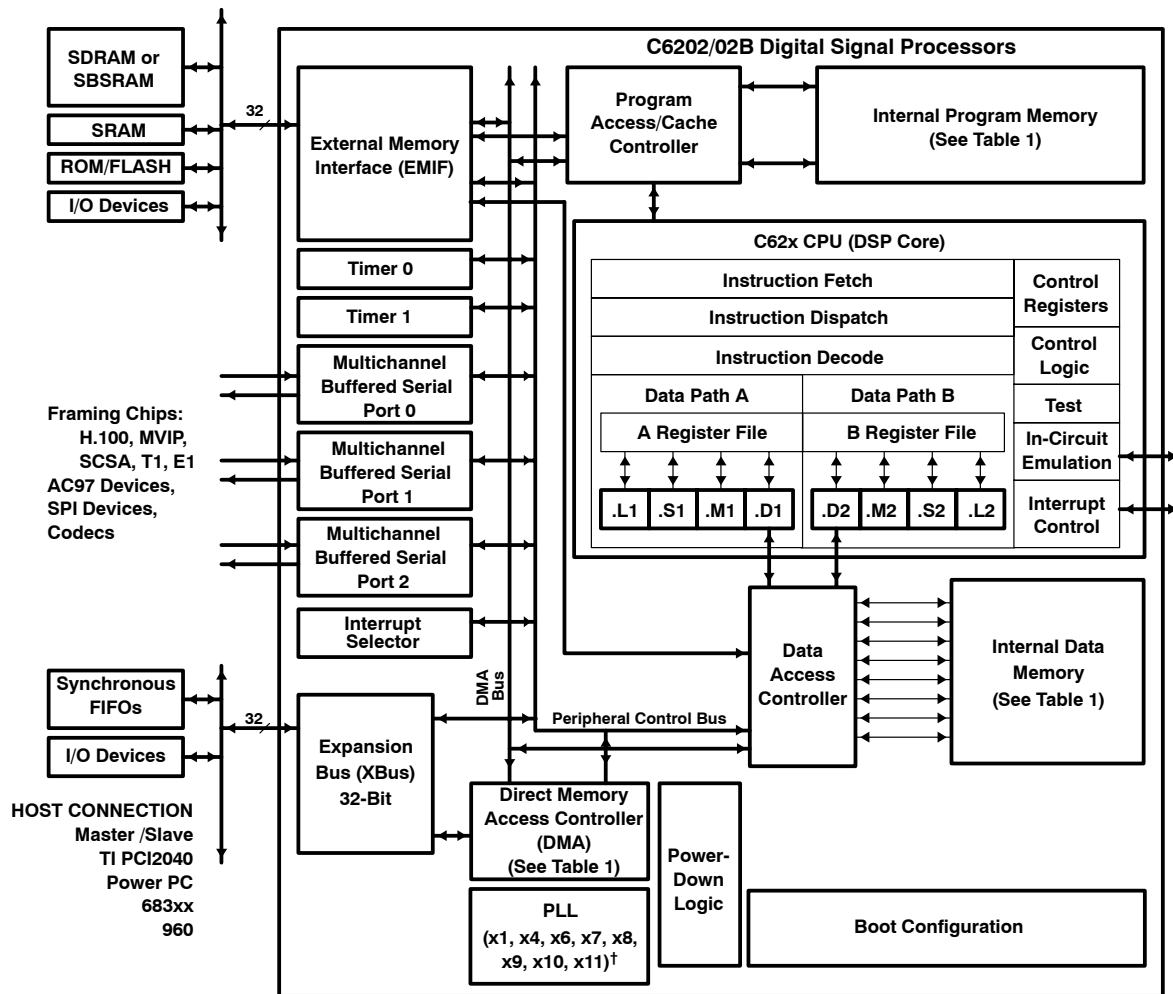 C6202/02B Digital Signal Processors
SDRAM or
SBSRAM
SRAM
ROM/FLASH
I/O Devices
32
External Memory
Interface (EMIF)
Program
Access/Cache
Controller
Internal Program Memory
(See Table 1)
Timer 0
Timer 1
Multichannel
Buffered Serial
Port 0
Multichannel
Buffered Serial
Port 1
Multichannel
Buffered Serial
Port 2
Interrupt
Selector
Framing Chips:
H.100, MVIP,
SCSA, T1, E1
AC97 Devices,
SPI Devices,
Codecs
C62x CPU (DSP Core)
Instruction Fetch
Instruction Dispatch
Instruction Decode
Data Path A
Data Path B
A Register File
B Register File
.L1
.S1
.M1
.D1
.D2
.M2
.S2
.L2
Control
Registers
Control
Logic
Test
In-Circuit
Emulation
Interrupt
Control
Synchronous
FIFOs
I/O Devices
32
HOST CONNECTION
Master /Slave
TI PCI2040
Power PC
683xx
960
Expansion
Bus (XBus)
32-Bit
DMA
Bus
Peripheral Control Bus
Data
Access
Controller
Internal Data
Memory
(See Table 1)
Direct Memory
Access Controller
(DMA)
(See Table 1)
PLL
(x1, x4, x6, x7, x8,
x9, x10, x11)†
Power-
Down
Logic
Boot Configuration